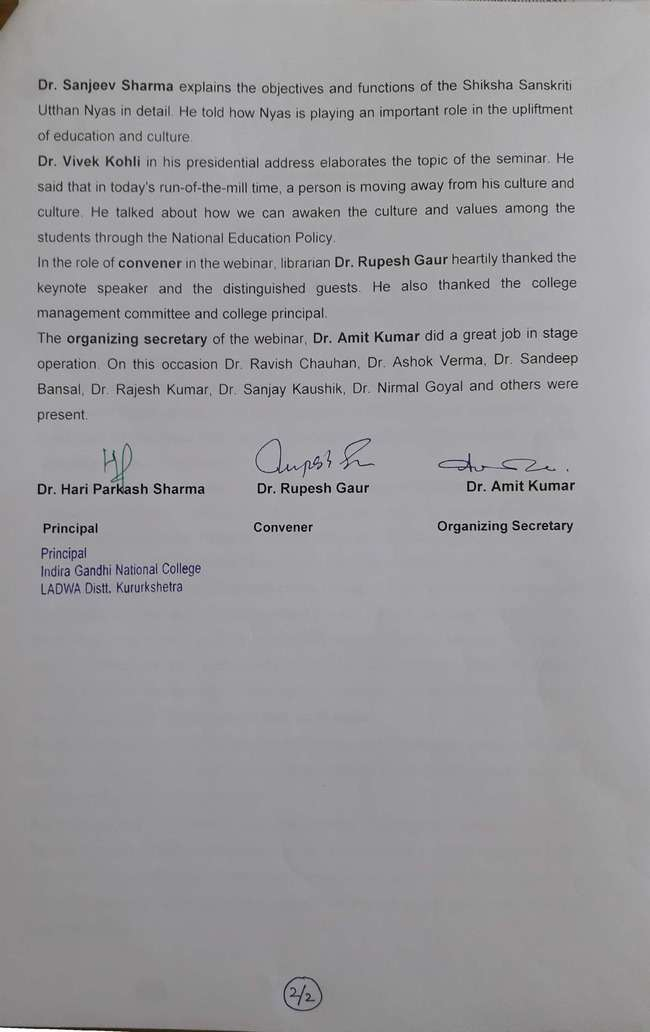 Dr. Sanjeev Sharma explains the objectives and functions of the Shiksha Sanskriti
Utthan Nyas in detail. He told how Nyas is playing an important role in the upliftment
of education and culture.
Dr. Vivek Kohli in his presidential address elaborates the topic of the seminar. He
said that in today's run-of-the-mill time, a person is moving away from his culture and
culture. He talked about how we can awaken the culture and values among the
students through the National Education Policy.
In the role of convener in the webinar, librarian Dr. Rupesh Gaur heartily thanked the
keynote speaker and the distinguished guests. He also thanked the college
management committee and college principal.
The organizing secretary of the webinar, Dr. Amit Kumar did a great job in stage
operation. On this occasion Dr. Ravish Chauhan, Dr. Ashok Verma, Dr. Sandeep
Bansal, Dr. Rajesh Kumar, Dr. Sanjay Kaushik, Dr. Nirmal Goyal and others were
present.
Dr. Hari Parkash Sharma Dr. Rupesh Gaur Dr. Amit Kumar
Principal Convener Organizing Secretary
Principal
Indira Gandhi National College
LADWA Distt. Kururkshetra
2/2